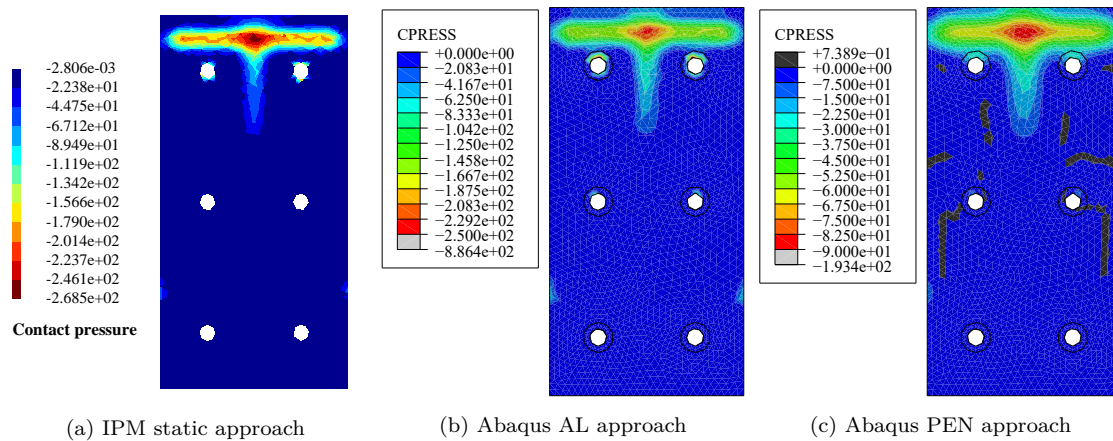 -2.806e-03
-2.238e+01
-4.475e+01
-6.712e+01
-8.949e+01
-1.119e+02
-1.342e+02
-1.566e+02
-1.790e+02
-2.014e+02
-2.237e+02
-2.461e+02
-2.685e+02
Contact pressure
(a) IPM static approach
CPRESS
+0.000e+00
−2.083e+01
−4.167e+01
−6.250e+01
−8.333e+01
−1.042e+02
−1.250e+02
−1.458e+02
−1.667e+02
−1.875e+02
−2.083e+02
−2.292e+02
−2.500e+02
−8.864e+02
(b) Abaqus AL approach
CPRESS
+7.389e−01
+0.000e+00
−7.500e+00
−1.500e+01
−2.250e+01
−3.000e+01
−3.750e+01
−4.500e+01
−5.250e+01
−6.000e+01
−6.750e+01
−7.500e+01
−8.250e+01
−9.000e+01
−1.934e+02
(c) Abaqus PEN approach